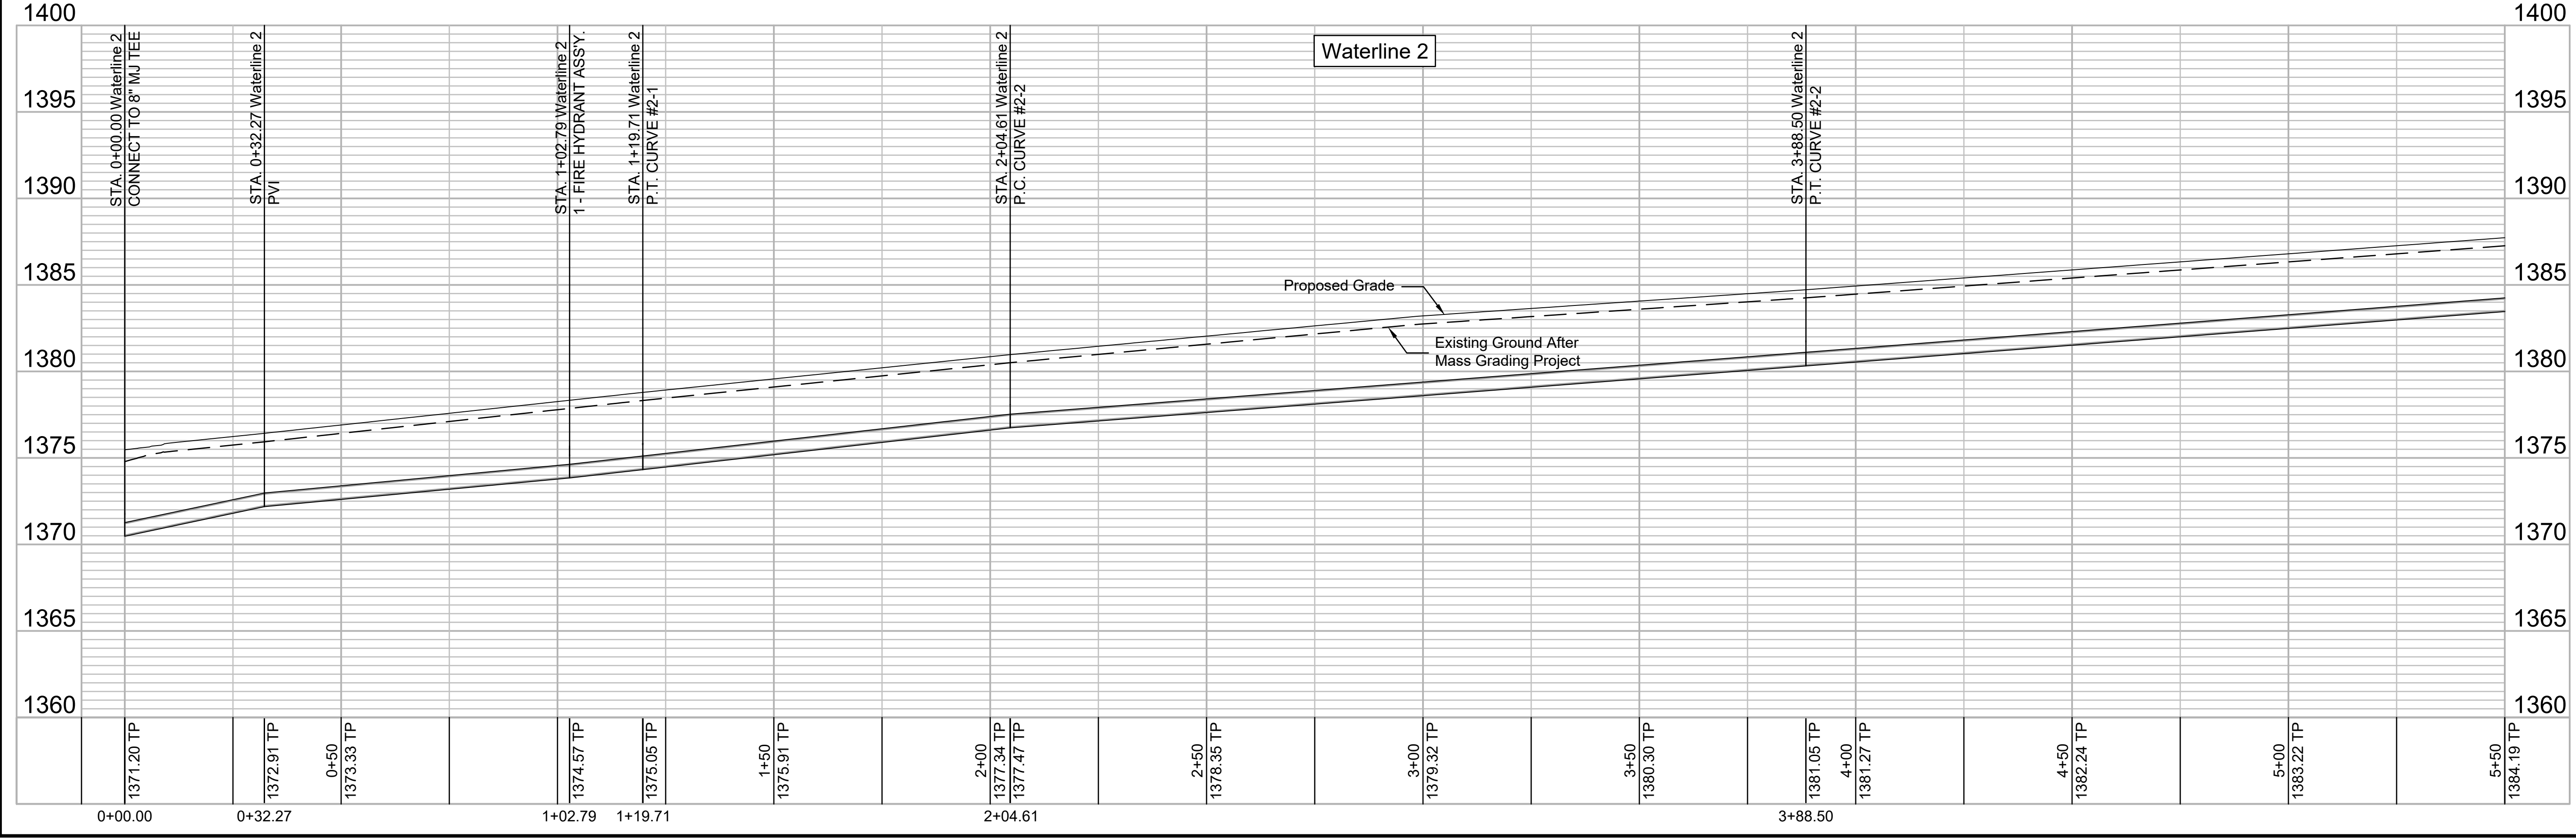 1400
1400
STA. 0+00.00 Waterline 2
CONNECT TO 8" MJ TEE
STA. 0+32.27 Waterline 2
PVI
STA. 1+02.79 Waterline 2
1 - FIRE HYDRANT ASS'Y.
STA. 1+19.71 Waterline 2
P.T. CURVE #2-1
STA. 2+04.61 Waterline 2
P.C. CURVE #2-2
Waterline 2
STA. 3+88.50 Waterline 2
P.T. CURVE #2-2
1395
1395
1390
1390
1385
1385
Proposed Grade
Existing Ground After
Mass Grading Project
1380
1380
1375
1375
1370
1370
1365
1365
1360
1360
1371.20 TP
1372.91 TP
0+50
1373.33 TP
1374.57 TP
1375.05 TP
1+50
1375.91 TP
2+00
1377.34 TP
1377.47 TP
2+50
1378.35 TP
3+00
1379.32 TP
3+50
1380.30 TP
1381.05 TP
4+00
1381.27 TP
4+50
1382.24 TP
5+00
1383.22 TP
5+50
1384.19 TP
0+00.00
0+32.27
1+02.79
1+19.71
2+04.61
3+88.50